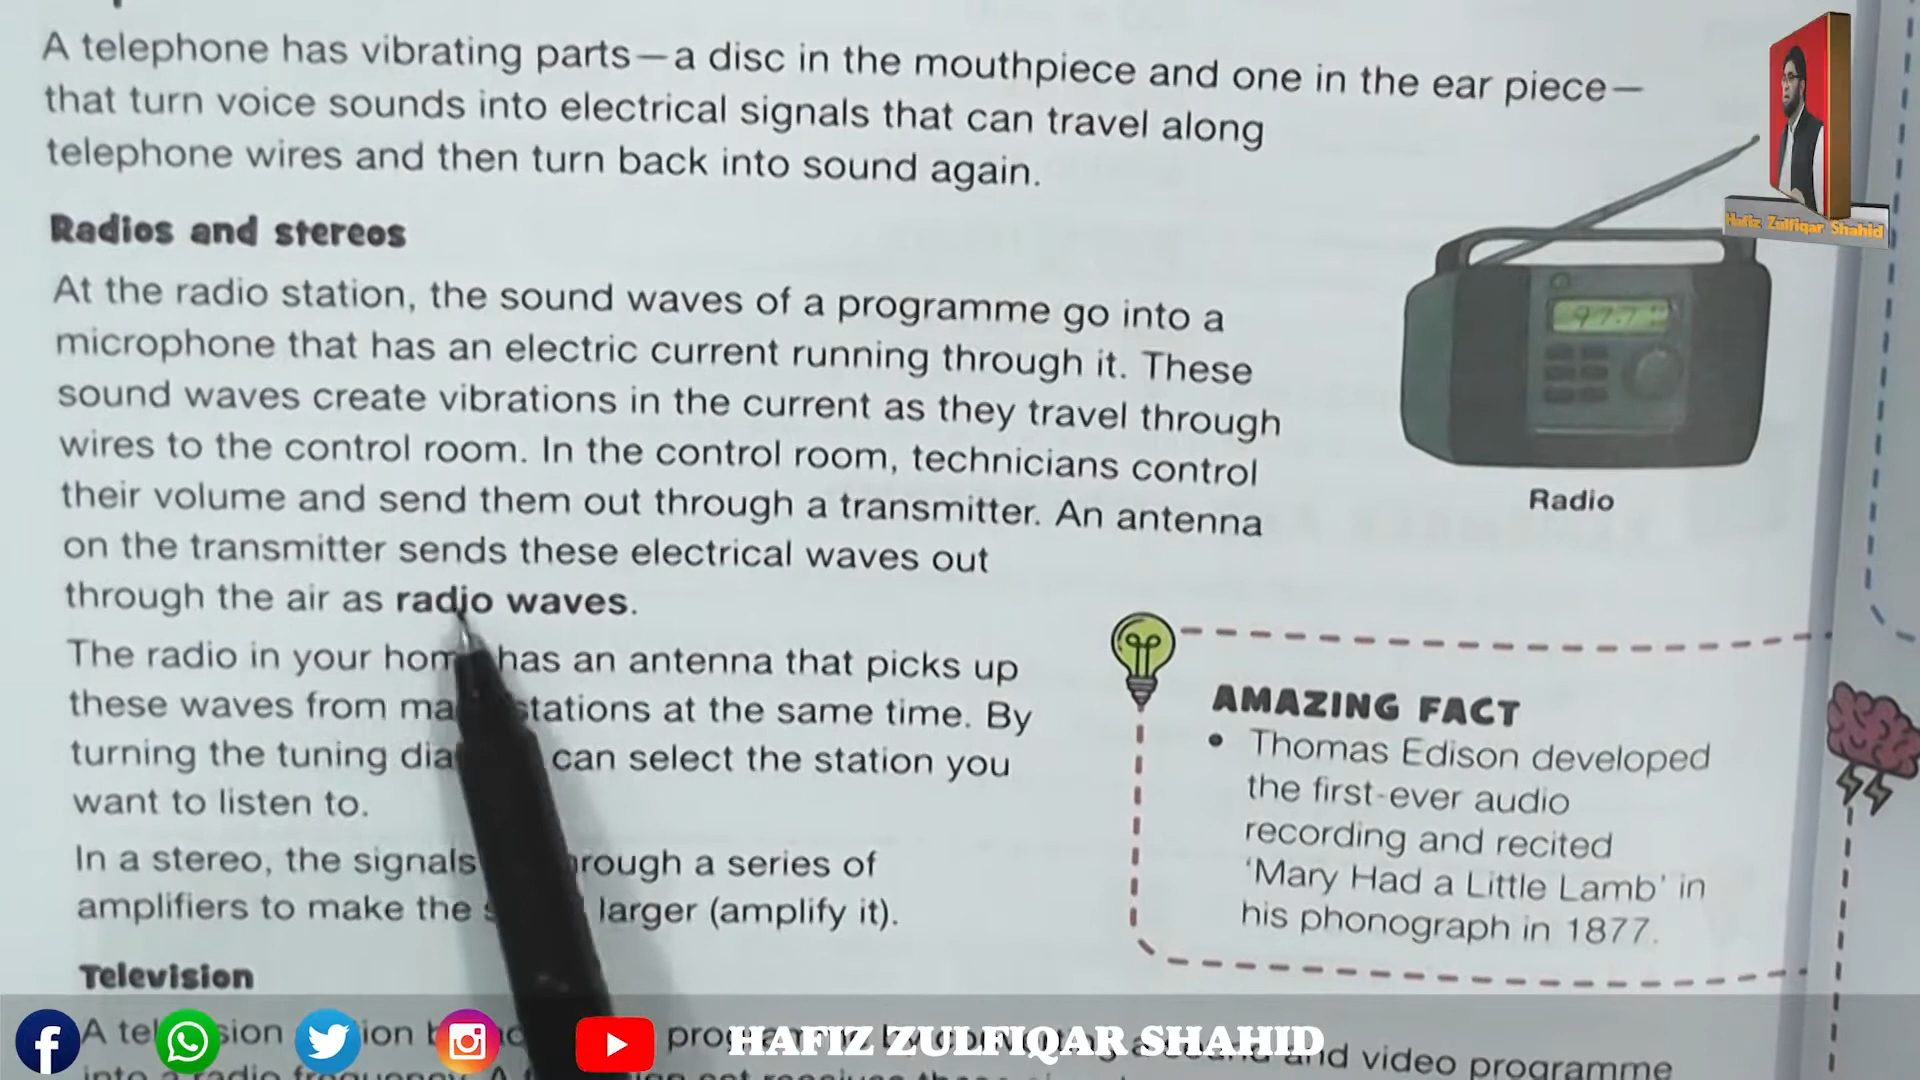 A telephone has vibrating parts—a disc in the mouthpiece and one in the ear piece—
that turn voice sounds into electrical signals that can travel along
telephone wires and then turn back into sound again.
Radios and stereos
At the radio station, the sound waves of a programme go into a
microphone that has an electric current running through it. These
sound waves create vibrations in the current as they travel through
wires to the control room. In the control room, technicians control
their volume and send them out through a transmitter. An antenna
on the transmitter sends these electrical waves out
through the air as radio waves.
The radio in your has an antenna that picks up
these waves from stations at the same time. By
turning the tuning can select the station you
want to listen to.
In a stereo, the signals through a series of
amplifiers to make the larger (amplify it).
Television
Hafiz Zulfiqar Shahid
97.7
Radio
AMAZING FACT
• Thomas Edison developed
the first-ever audio
recording and recited
‘Mary Had a Little Lamb’ in
his phonograph in 1877.
A and video programme
into a radio
HAFIZ ZULFIQAR SHAHID